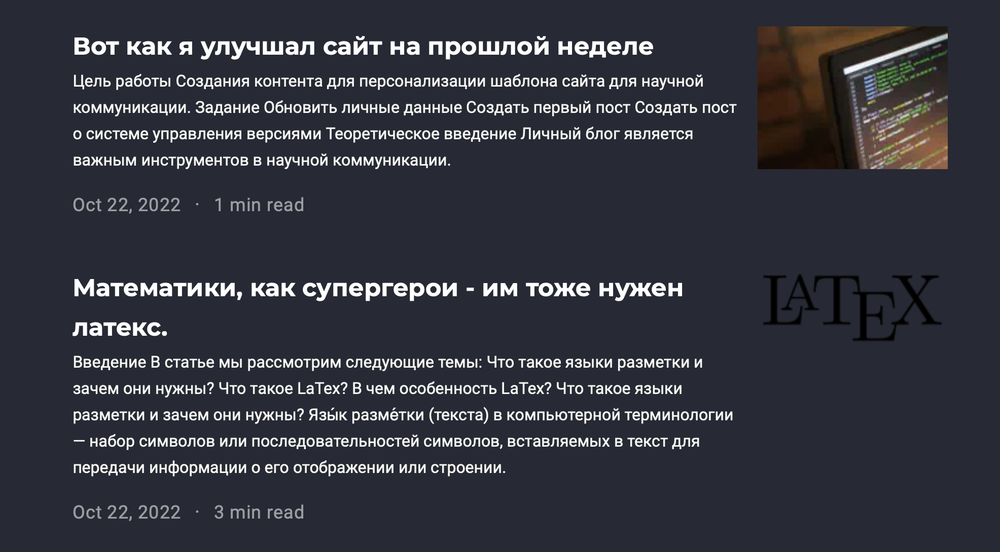 Вот как я улучшал сайт на прошлой неделе
Цель работы Создания контента для персонализации шаблона сайта для научной
коммуникации. Задание Обновить личные данные Создать первый пост Создать пост
о системе управления версиями Теоретическое введение Личный блог является
важным инструментов в научной коммуникации.
Oct 22, 2022 · 1 min read
Математики, как супергерои - им тоже нужен
латекс.
LATEX
Введение В статье мы рассмотрим следующие темы: Что такое языки разметки и
зачем они нужны? Что такое LaTex? В чем особенность LaTex? Что такое языки
разметки и зачем они нужны? Язы́к разме́тки (текста) в компьютерной терминологии
— набор символов или последовательностей символов, вставляемых в текст для
передачи информации о его отображении или строении.
Oct 22, 2022 · 3 min read